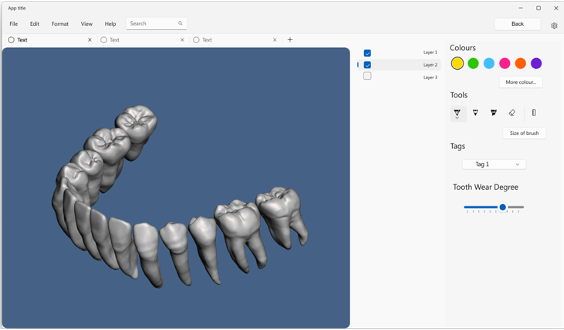 App title
File Edit Format View Help Search Back
Text Text Text
Layer 1
Layer 2
Layer 3
Colours
More colour...
Tools
Size of brush
Tags
Tag 1
Tooth Wear Degree